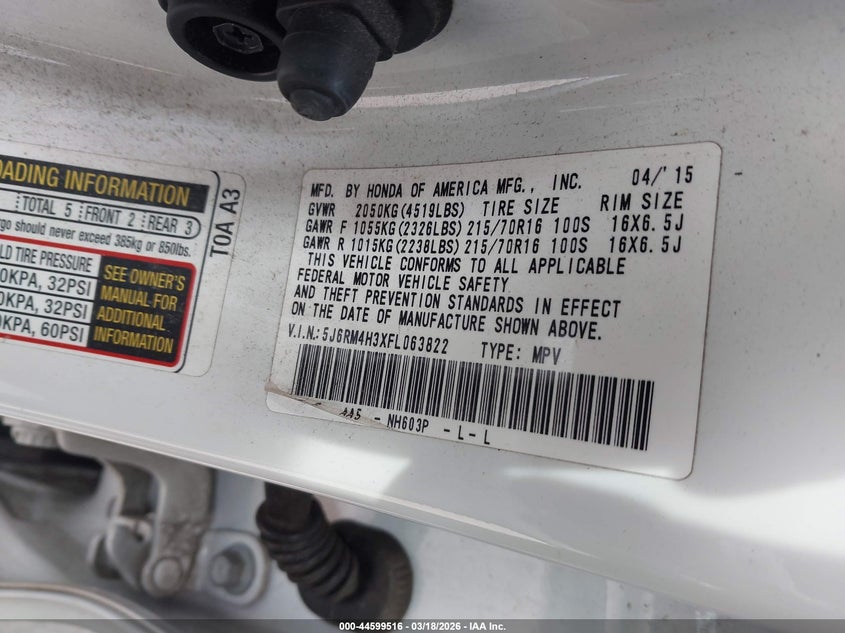 OADING INFORMATION
TOTAL 5 FRONT 2 REAR 3
rgo should never exceed 385kg or 850lbs.
LD TIRE PRESSURE
0KPA, 32PSI
0KPA, 32PSI
0KPA, 60PSI
SEE OWNER'S
MANUAL FOR
ADDITIONAL
INFORMATION
T0A A3
MFD. BY HONDA OF AMERICA MFG., INC. 04/'15
GVWR 2050KG(4519LBS) TIRE SIZE RIM SIZE
GAWR F 1055KG(2326LBS) 215/70R16 100S 16X6.5J
GAWR R 1015KG(2238LBS) 215/70R16 100S 16X6.5J
THIS VEHICLE CONFORMS TO ALL APPLICABLE
FEDERAL MOTOR VEHICLE SAFETY
AND THEFT PREVENTION STANDARDS IN EFFECT
ON THE DATE OF MANUFACTURE SHOWN ABOVE.
V.I.N.: 5J6RM4H3XFL063822 TYPE: MPV
AA5 - NH603P - L - L
000-44599516 | 03/18/2026 – IAA Inc.